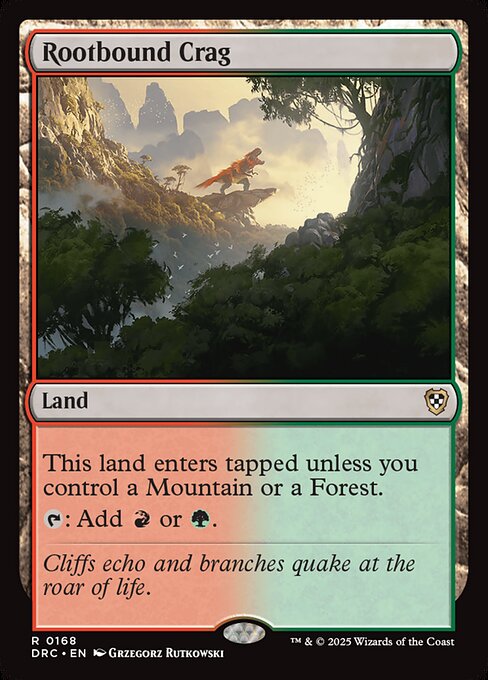 Rootbound Crag
Land
This land enters tapped unless you
control a Mountain or a Forest.
: Add or .
Cliffs echo and branches quake at the
roar of life.
R 0168
DRC • EN Grzegorz Rutkowski
™ & © 2025 Wizards of the Coast